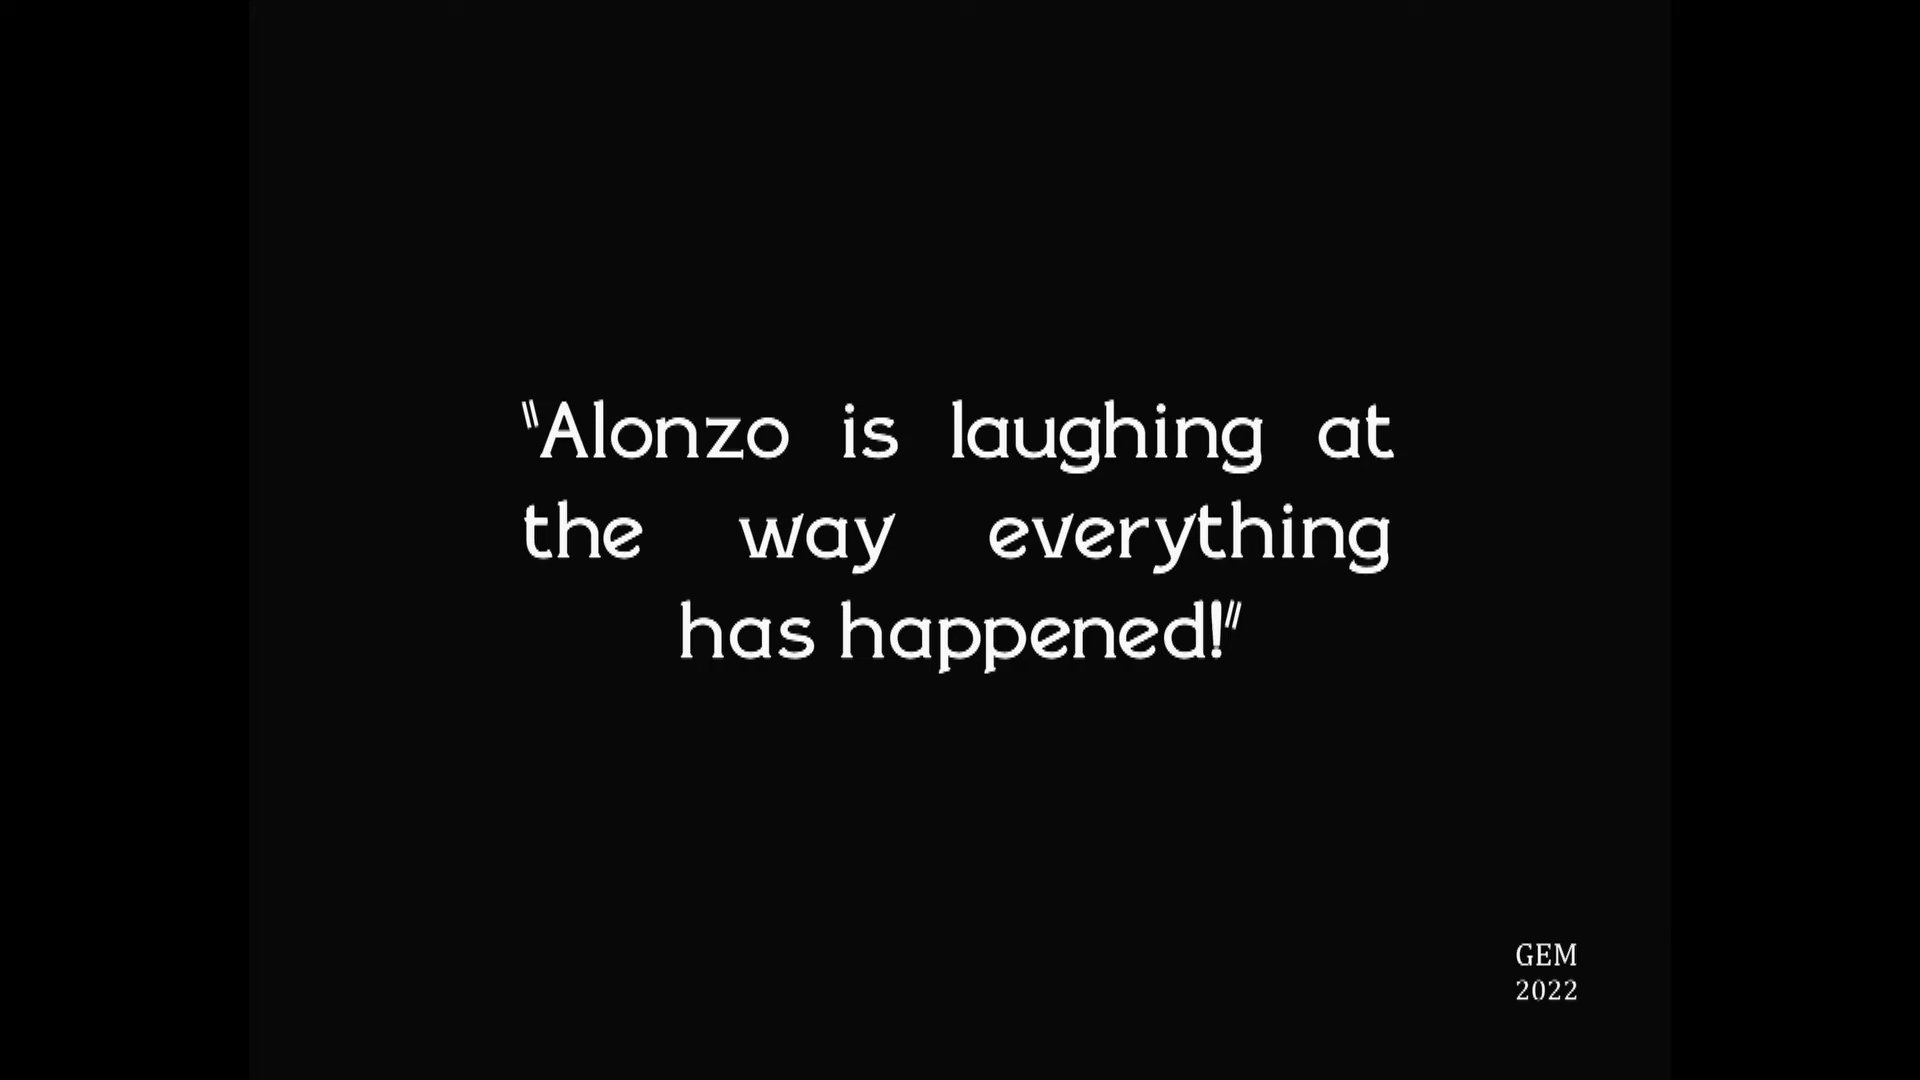 "Alonzo is laughing at
the way everything
has happened!"
GEM
2022